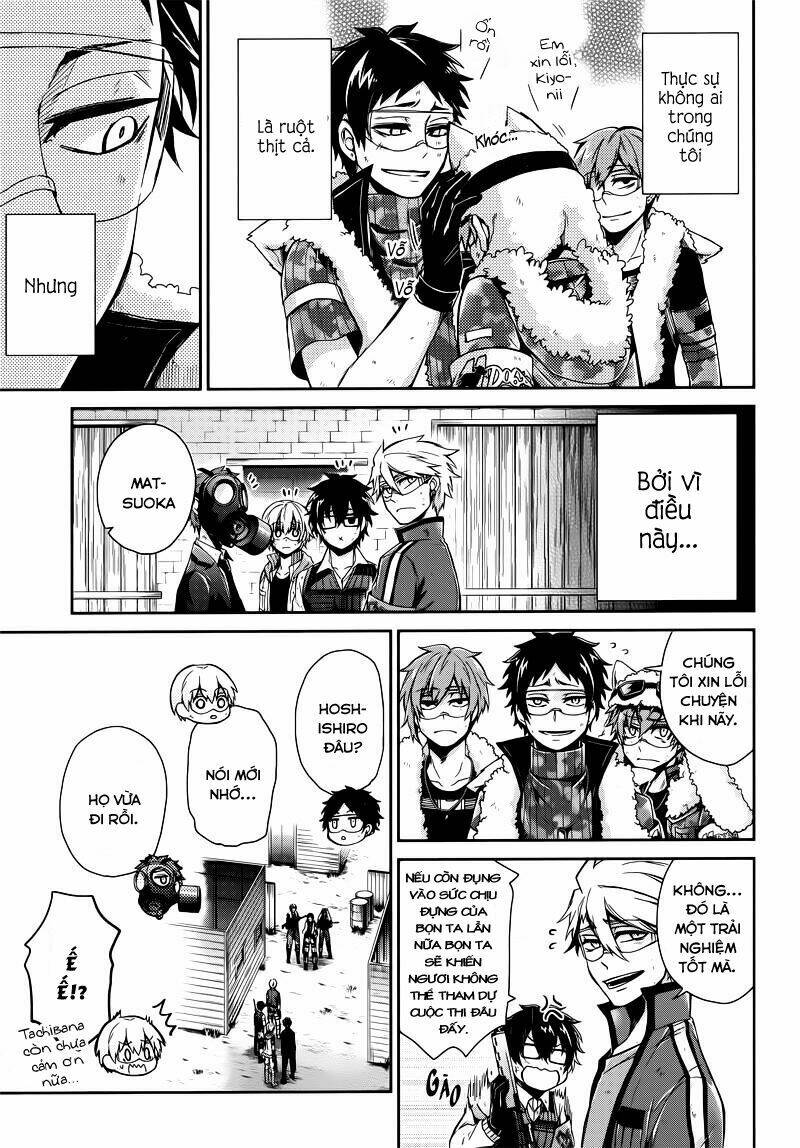 Thực sự
không ai
trong
chúng
tôi
Em
xin lỗi,
Kiyo-
nii
Ổn
rồi
Khóc...
Vỗ
Vỗ
Là ruột
thịt cả.
Nhưng
Bởi vì
điều
này...
MAT-
SUOKA
CHÚNG
TÔI XIN LỖI
CHUYỆN
KHI NÃY.
HOSH-
ISHIRO
ĐÂU?
NÓI MỚI
NHỚ...
HỌ VỪA
ĐI RỒI.
Ế
Ế!?
Tachibana
còn chưa
cảm ơn
nữa...
KHÔNG...
ĐÓ LÀ
MỘT TRẢI
NGHIỆM
TỐT MÀ.
NẾU CÒN ĐỤNG
VÀO SỨC CHỊU
ĐỰNG CỦA
BỌN TA LẦN
NỮA BỌN TA
SẼ KHIẾN
NGƯƠI KHÔNG
THỂ THAM DỰ
CUỘC THI ĐẤU
ĐẤY.
GÀO